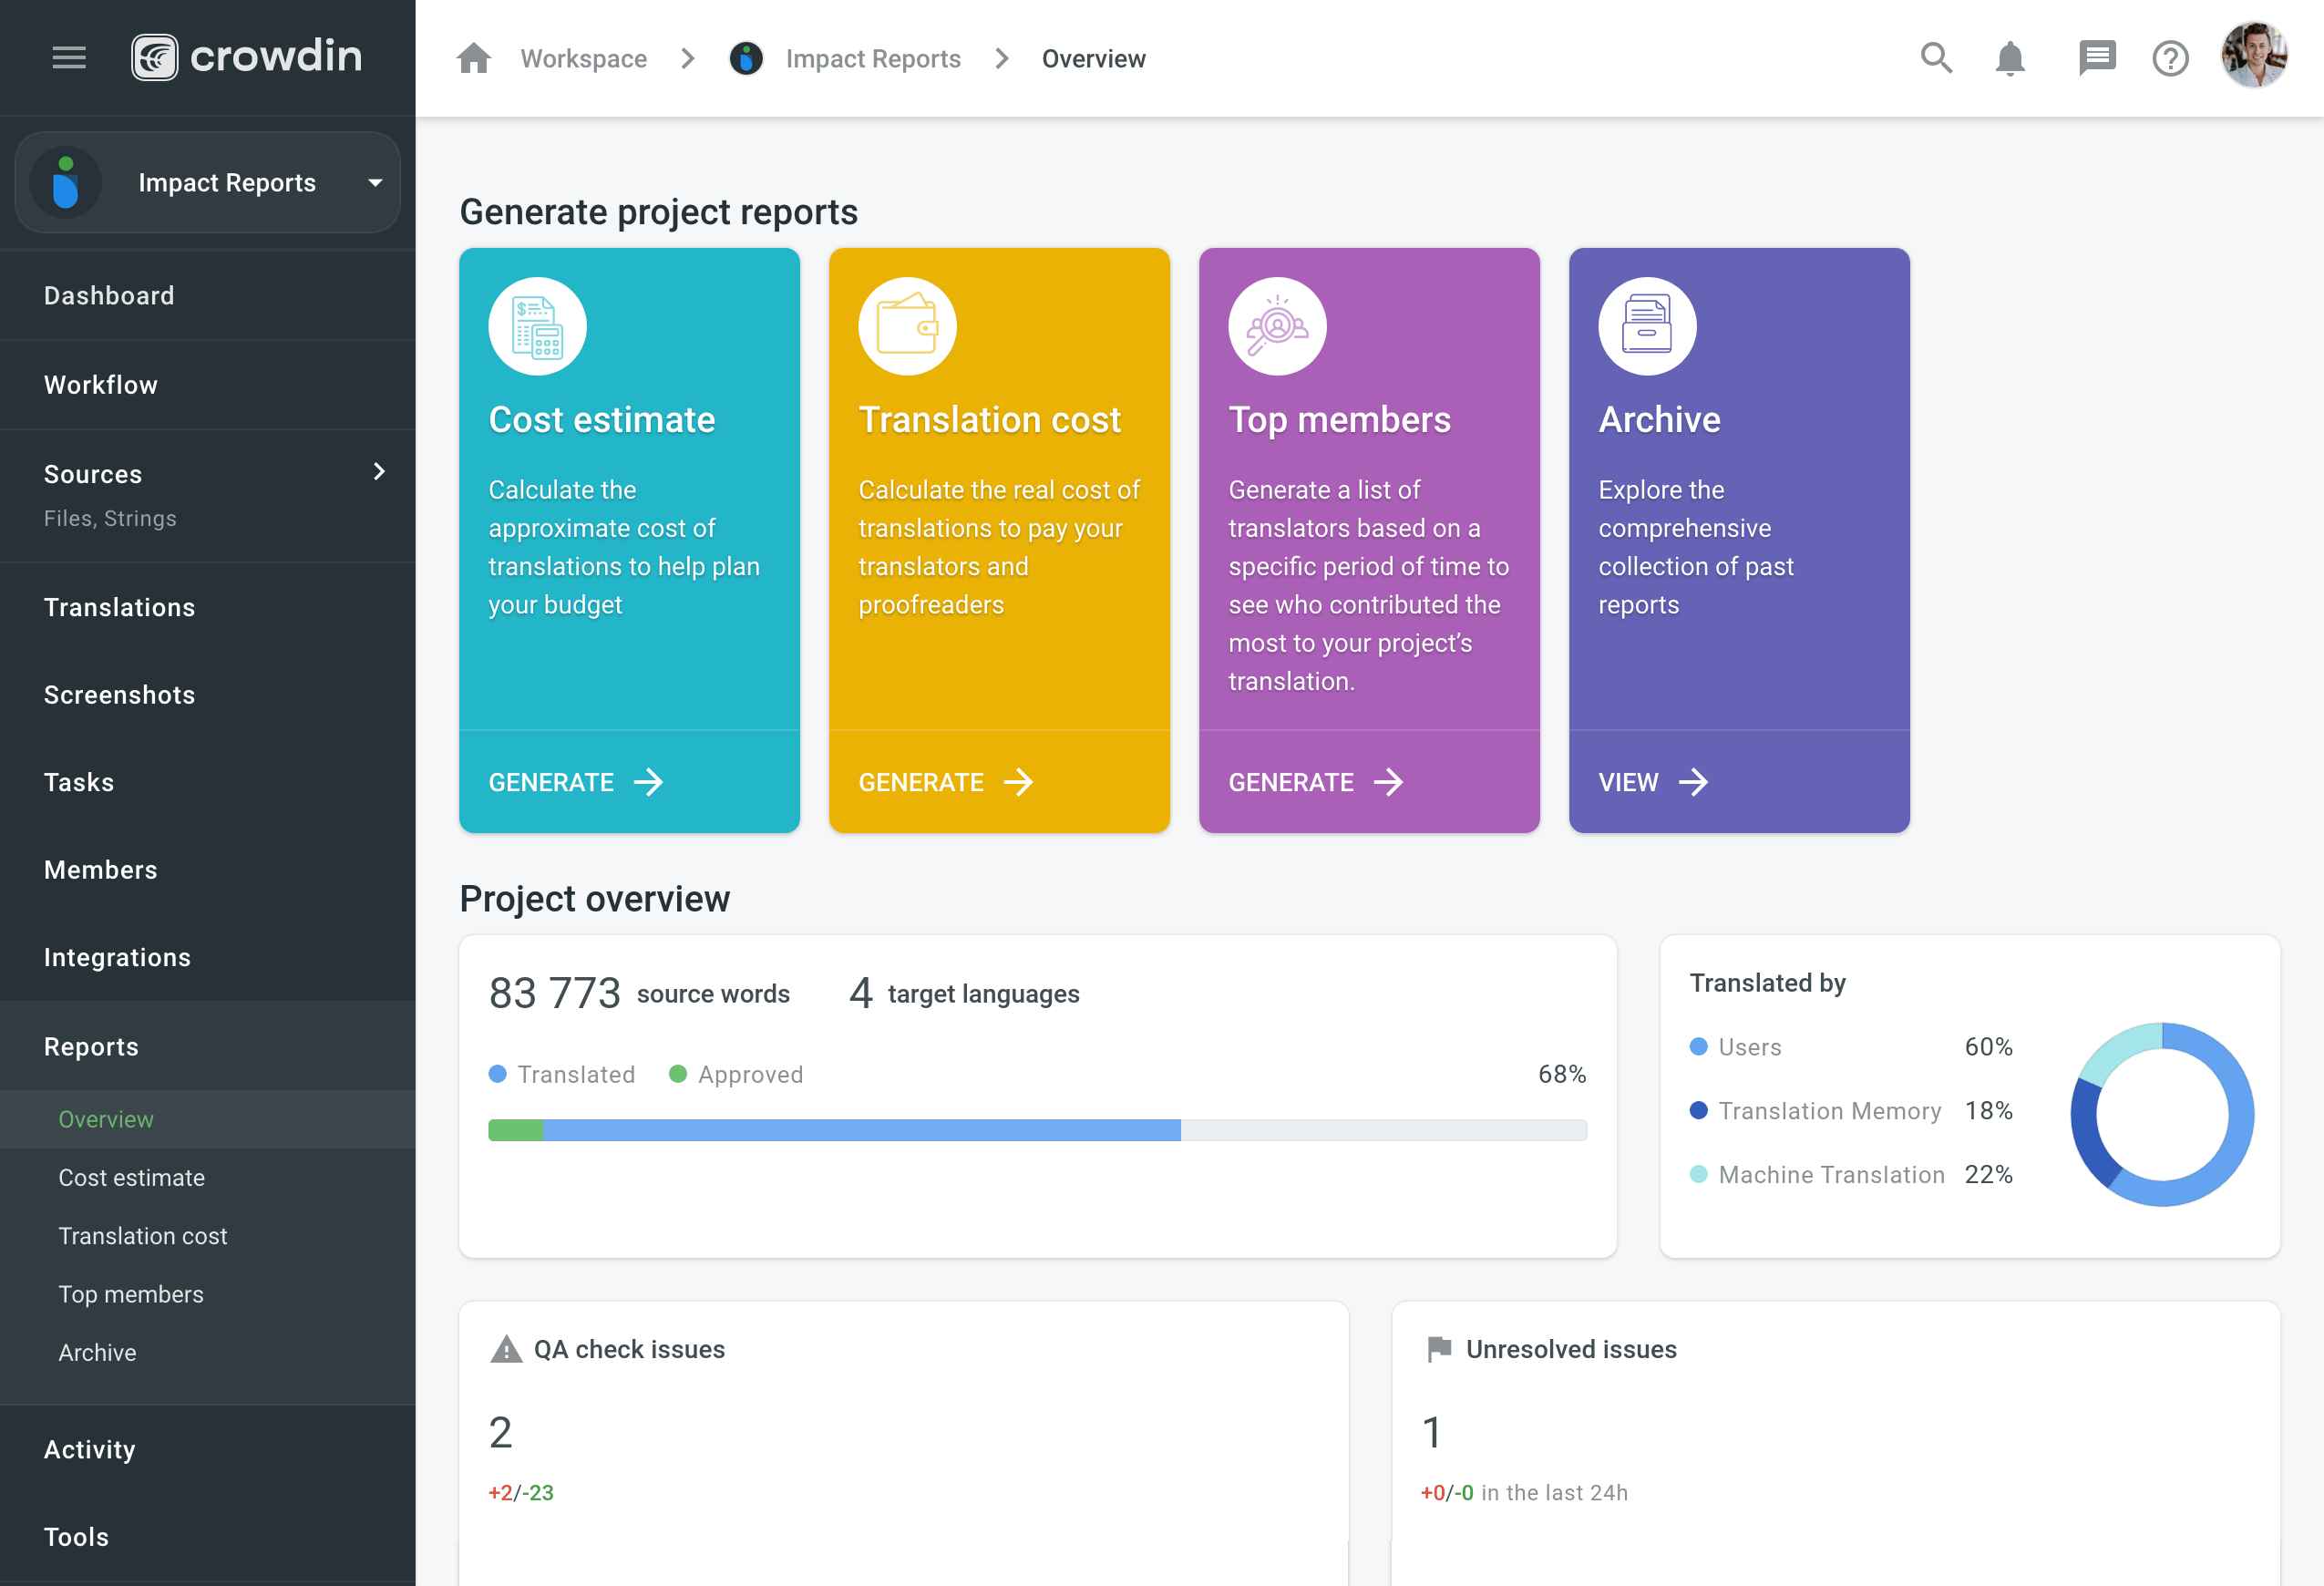 crowdin
Workspace
Impact Reports
Overview
Impact Reports
Dashboard
Workflow
Sources
Files, Strings
Translations
Screenshots
Tasks
Members
Integrations
Reports
Overview
Cost estimate
Translation cost
Top members
Archive
Activity
Tools
Generate project reports
Cost estimate
Calculate the
approximate cost of
translations to help plan
your budget
GENERATE
Translation cost
Calculate the real cost of
translations to pay your
translators and
proofreaders
GENERATE
Top members
Generate a list of
translators based on a
specific period of time to
see who contributed the
most to your project’s
translation.
GENERATE
Archive
Explore the
comprehensive
collection of past
reports
VIEW
Project overview
83 773 source words 4 target languages
Translated Approved 68%
Translated by
Users 60%
Translation Memory 18%
Machine Translation 22%
QA check issues
2
+2/-23
Unresolved issues
1
+0/-0 in the last 24h